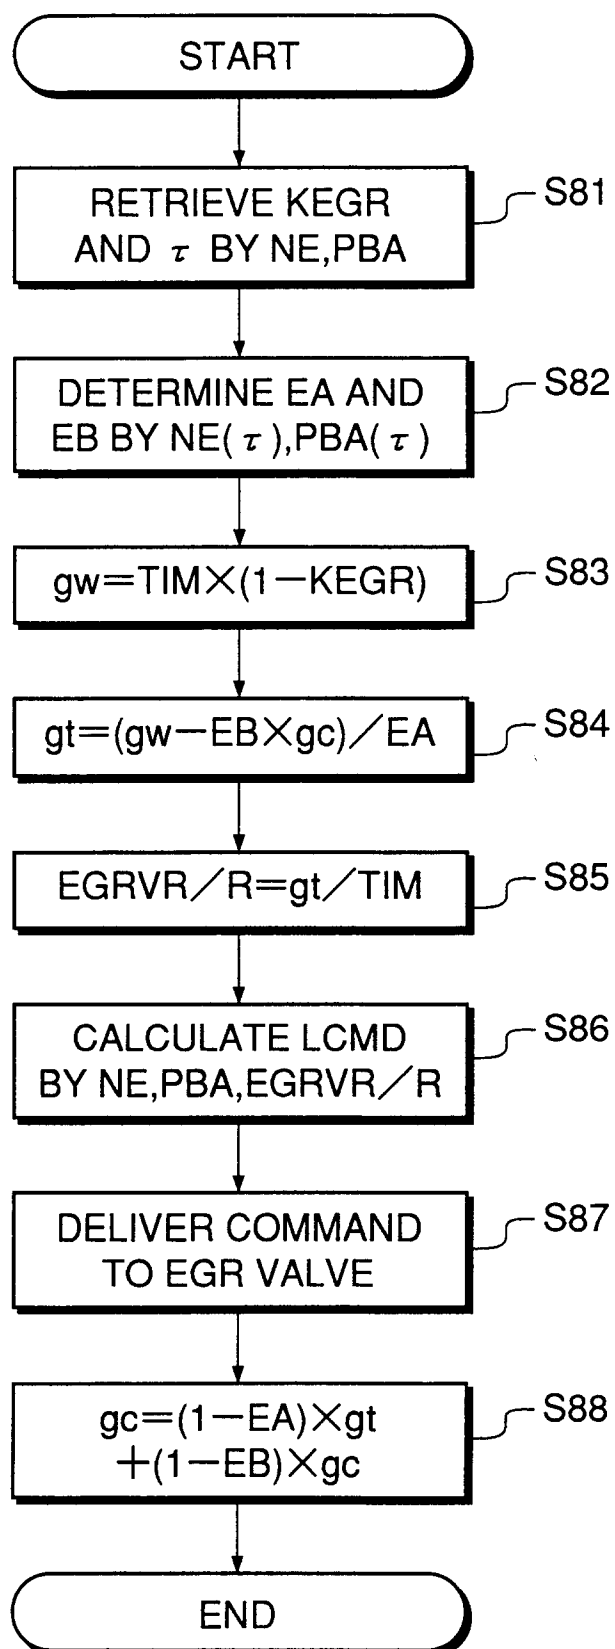 START
RETRIEVE KEGR
AND τ BY NE,PBA
S81
DETERMINE EA AND
EB BY NE(τ),PBA(τ)
S82
gw=TIM×(1−KEGR)
S83
gt=(gw−EB×gc)/EA
S84
EGRVR/R=gt/TIM
S85
CALCULATE LCMD
BY NE,PBA,EGRVR/R
S86
DELIVER COMMAND
TO EGR VALVE
S87
gc=(1−EA)×gt
+(1−EB)×gc
S88
END